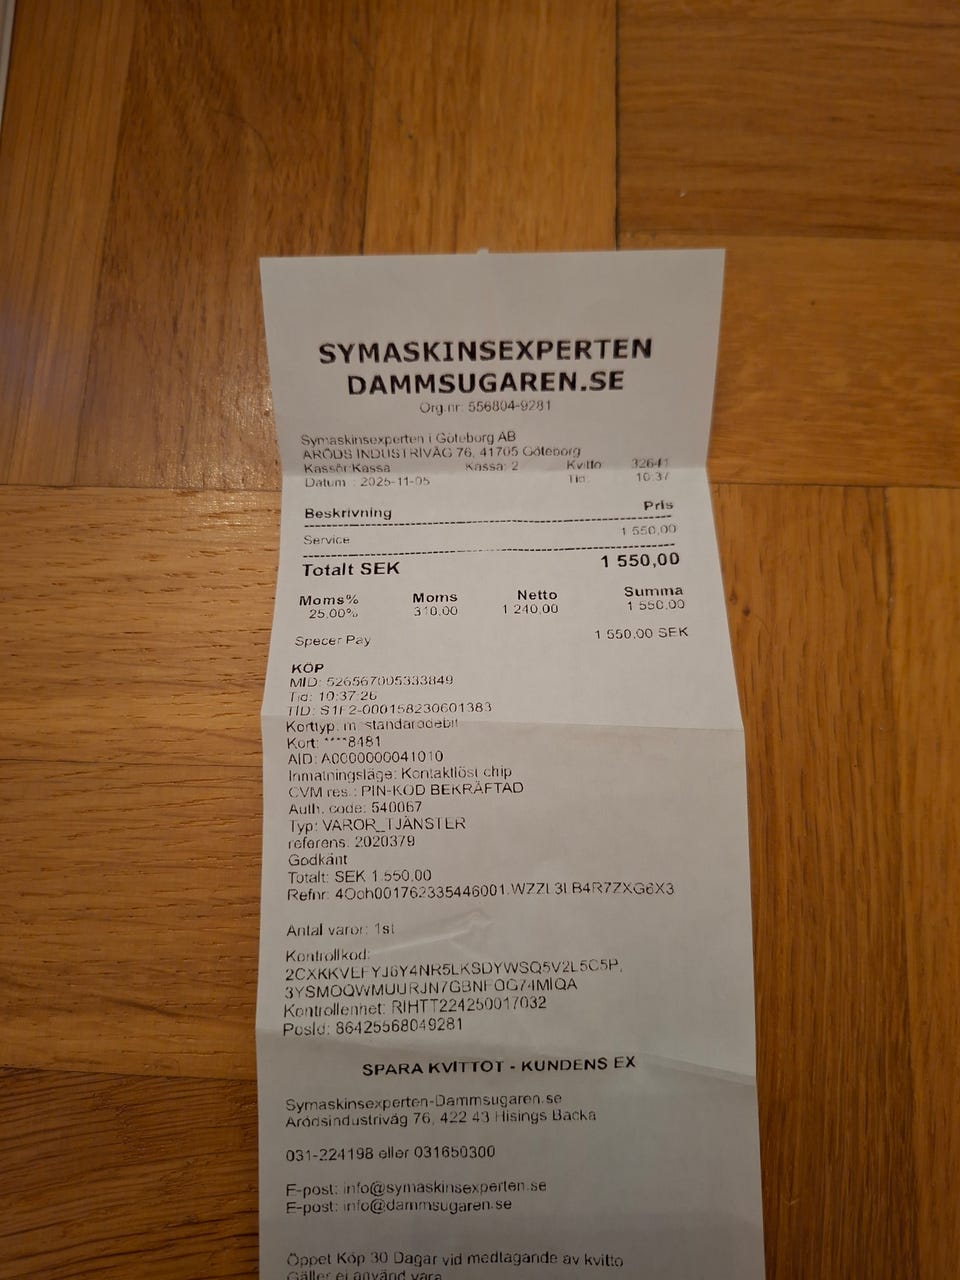 SYMASKINSEXPERTEN
DAMMSUGAREN.SE
Org.nr: 556804-9281
Symaskinsexperten i Göteborg AB
ARÖDS INDUSTRIVÄG 76, 41705 Göteborg
Kassör: Kassa Kassa: 2 Kvitto 32641
Datum : 2025-11-05 Tid: 10:37
Beskrivning Pris
Service 1 550,00
Totalt SEK 1 550,00
Moms% Moms Netto Summa
25,00% 310,00 1 240,00 1 550,00
Specer Pay 1 550,00 SEK
KÖP
MID: 526567005333849
Tid: 10:37:26
TID: S1F2-000158230601383
Korttyp: standarddebit
Kort: ****8481
AID: A0000000041010
Inmatningsläge: Kontaktlöst chip
CVM res.: PIN-KOD BEKRÄFTAD
Auth. code: 540067
Typ: VAROR_TJÄNSTER
referens: 2020379
Godkänt
Totalt: SEK 1.550,00
Refnr:
Antal varor: 1st
Kontrollkod:
Kontrollenhet: RIHTT224250017032
PosId: 86425568049281
SPARA KVITTOT - KUNDENS EX
Symaskinsexperten-Dammsugaren.se
Arödsindustriväg 76, 422 43 Hisings Backa
031-224198 eller 031650300
E-post: info@symaskinsexperten.se
E-post: info@dammsugaren.se
Öppet Köp 30 Dagar vid medtagande av kvitto
Gäller ej använd vara